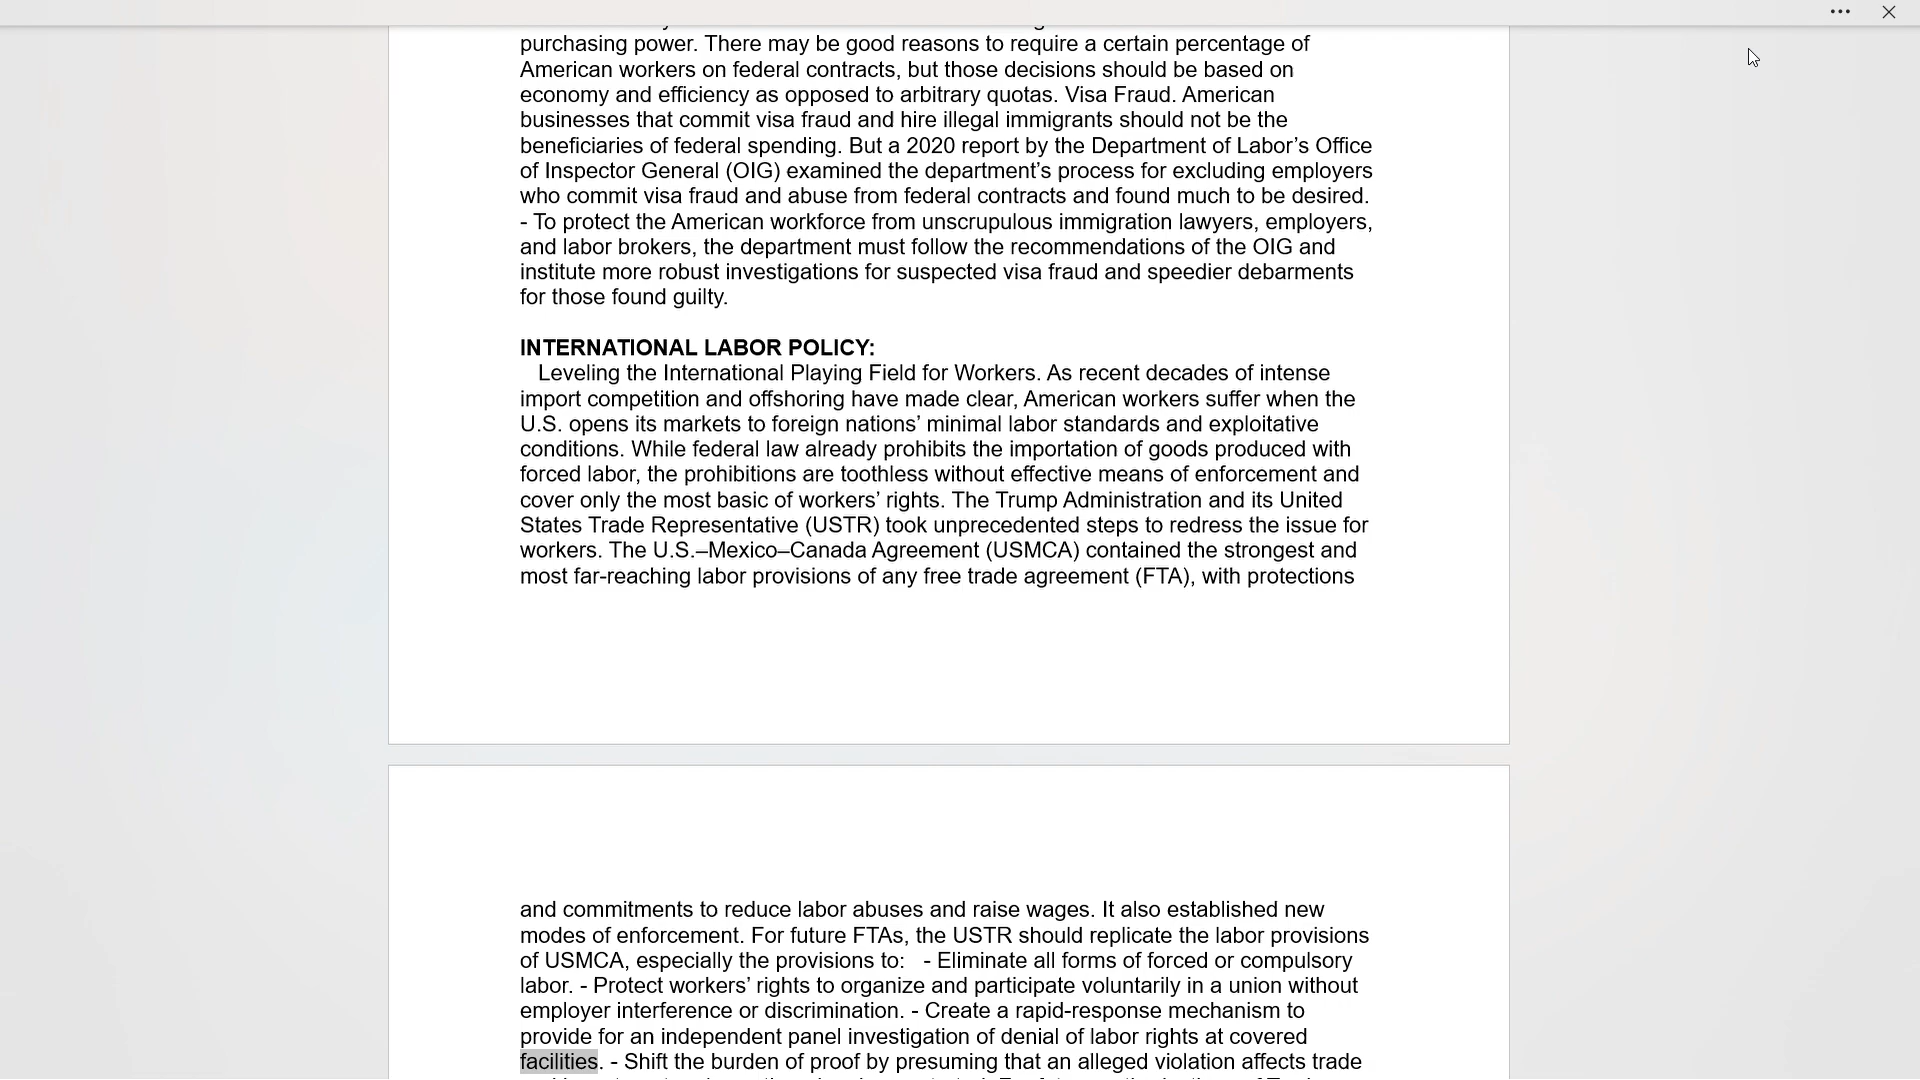 purchasing power. There may be good reasons to require a certain percentage of
American workers on federal contracts, but those decisions should be based on
economy and efficiency as opposed to arbitrary quotas. Visa Fraud. American
businesses that commit visa fraud and hire illegal immigrants should not be the
beneficiaries of federal spending. But a 2020 report by the Department of Labor’s Office
of Inspector General (OIG) examined the department’s process for excluding employers
who commit visa fraud and abuse from federal contracts and found much to be desired.
- To protect the American workforce from unscrupulous immigration lawyers, employers,
and labor brokers, the department must follow the recommendations of the OIG and
institute more robust investigations for suspected visa fraud and speedier debarments
for those found guilty.
INTERNATIONAL LABOR POLICY:
Leveling the International Playing Field for Workers. As recent decades of intense
import competition and offshoring have made clear, American workers suffer when the
U.S. opens its markets to foreign nations’ minimal labor standards and exploitative
conditions. While federal law already prohibits the importation of goods produced with
forced labor, the prohibitions are toothless without effective means of enforcement and
cover only the most basic of workers’ rights. The Trump Administration and its United
States Trade Representative (USTR) took unprecedented steps to redress the issue for
workers. The U.S.–Mexico–Canada Agreement (USMCA) contained the strongest and
most far-reaching labor provisions of any free trade agreement (FTA), with protections
and commitments to reduce labor abuses and raise wages. It also established new
modes of enforcement. For future FTAs, the USTR should replicate the labor provisions
of USMCA, especially the provisions to:   - Eliminate all forms of forced or compulsory
labor. - Protect workers’ rights to organize and participate voluntarily in a union without
employer interference or discrimination. - Create a rapid-response mechanism to
provide for an independent panel investigation of denial of labor rights at covered
facilities. - Shift the burden of proof by presuming that an alleged violation affects trade